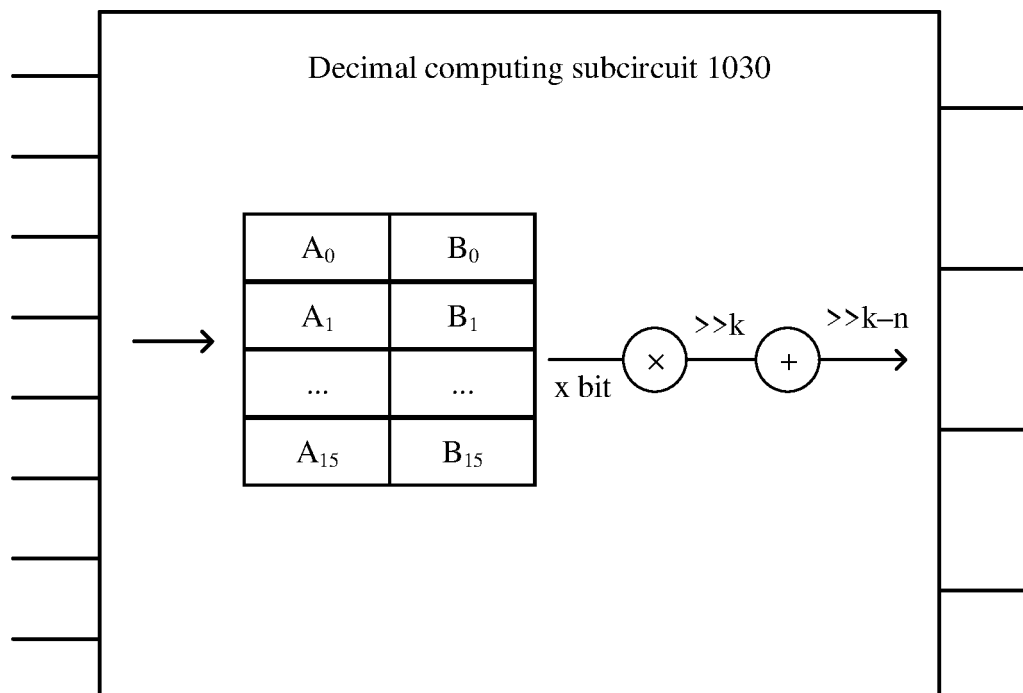 Decimal computing subcircuit 1030
A₀ B₀
A₁ B₁
... ...
A₁₅ B₁₅
x bit
×
>>k
+
>>k–n